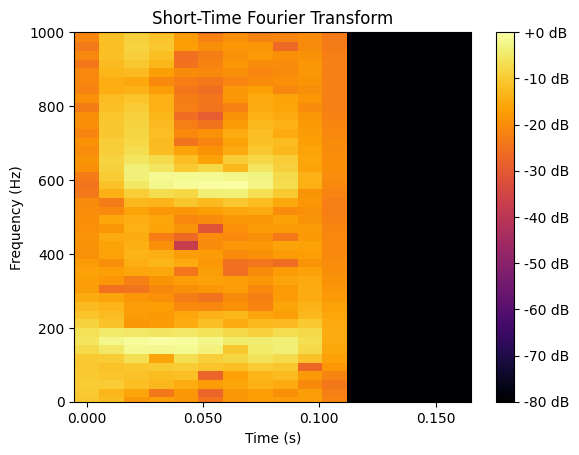 Short-Time Fourier Transform
1000
800
600
400
200
0
Frequency (Hz)
0.000
0.050
0.100
0.150
Time (s)
+0 dB
-10 dB
-20 dB
-30 dB
-40 dB
-50 dB
-60 dB
-70 dB
-80 dB